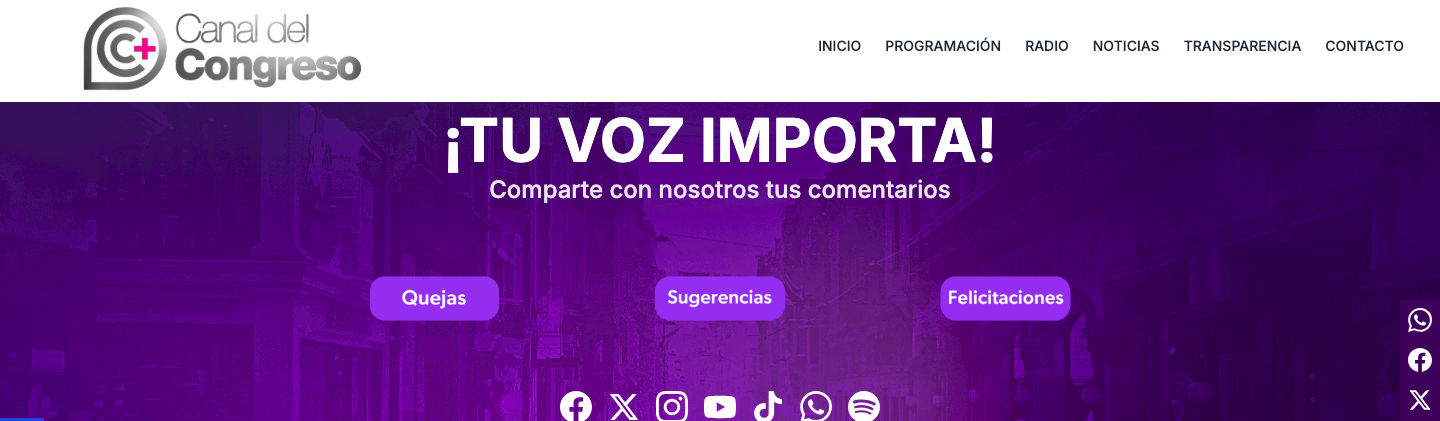 Canal del
Congreso
INICIO PROGRAMACIÓN RADIO NOTICIAS TRANSPARENCIA CONTACTO
¡TU VOZ IMPORTA!
Comparte con nosotros tus comentarios
Quejas Sugerencias Felicitaciones